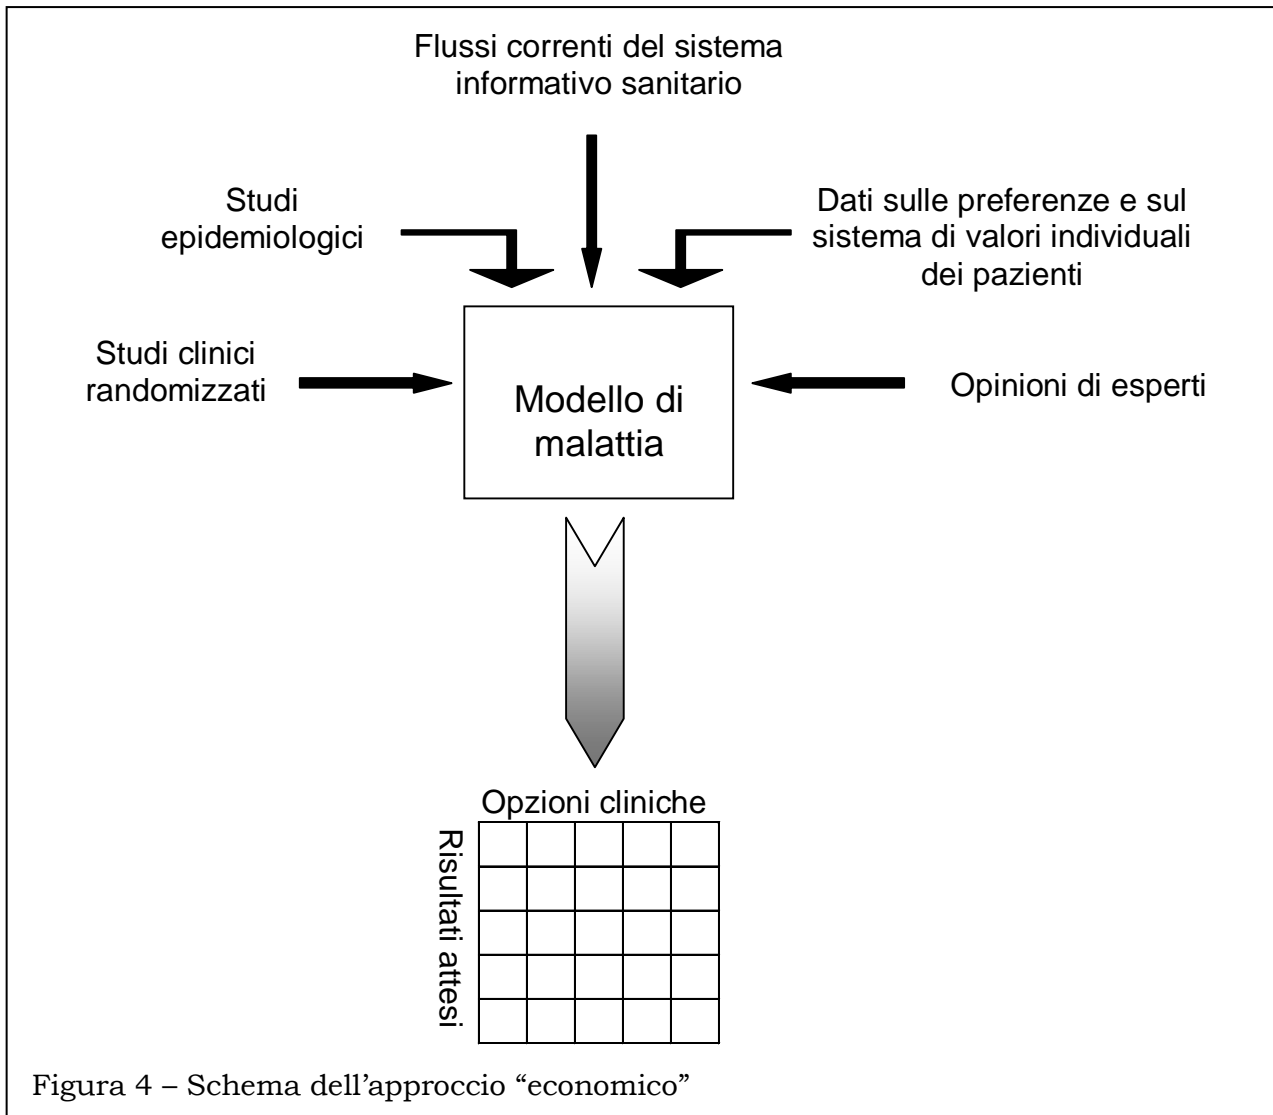 Flussi correnti del sistema
informativo sanitario
Studi
epidemiologici
Dati sulle preferenze e sul
sistema di valori individuali
dei pazienti
Studi clinici
randomizzati
Modello di
malattia
Opinioni di esperti
Opzioni cliniche
Risultati attesi
Figura 4 – Schema dell’approccio “economico”